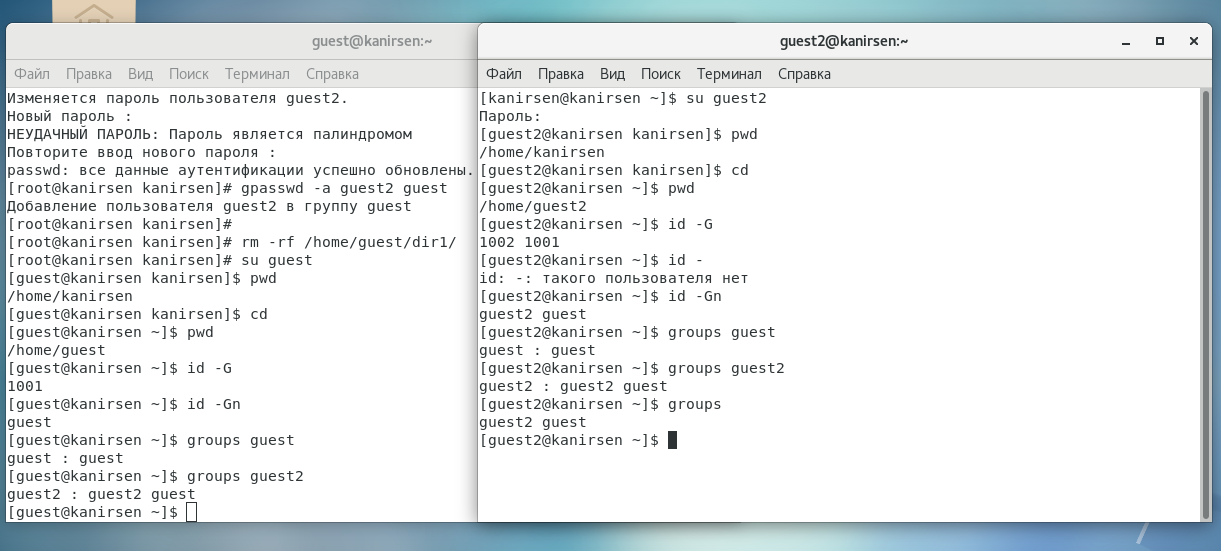 guest@kanirsen:~
Файл Правка Вид Поиск Терминал Справка
Изменяется пароль пользователя guest2.
Новый пароль :
НЕУДАЧНЫЙ ПАРОЛЬ: Пароль является палиндромом
Повторите ввод нового пароля :
passwd: все данные аутентификации успешно обновлены.
[root@kanirsen kanirsen]# gpasswd -a guest2 guest
Добавление пользователя guest2 в группу guest
[root@kanirsen kanirsen]#
[root@kanirsen kanirsen]# rm -rf /home/guest/dir1/
[root@kanirsen kanirsen]# su guest
[guest@kanirsen kanirsen]$ pwd
/home/kanirsen
[guest@kanirsen kanirsen]$ cd
[guest@kanirsen ~]$ pwd
/home/guest
[guest@kanirsen ~]$ id -G
1001
[guest@kanirsen ~]$ id -Gn
guest
[guest@kanirsen ~]$ groups guest
guest : guest
[guest@kanirsen ~]$ groups guest2
guest2 : guest2 guest
[guest@kanirsen ~]$
guest2@kanirsen:~
Файл Правка Вид Поиск Терминал Справка
[kanirsen@kanirsen ~]$ su guest2
Пароль:
[guest2@kanirsen kanirsen]$ pwd
/home/kanirsen
[guest2@kanirsen kanirsen]$ cd
[guest2@kanirsen ~]$ pwd
/home/guest2
[guest2@kanirsen ~]$ id -G
1002 1001
[guest2@kanirsen ~]$ id -
id: -: такого пользователя нет
[guest2@kanirsen ~]$ id -Gn
guest2 guest
[guest2@kanirsen ~]$ groups guest
guest : guest
[guest2@kanirsen ~]$ groups guest2
guest2 : guest2 guest
[guest2@kanirsen ~]$ groups
guest2 guest
[guest2@kanirsen ~]$